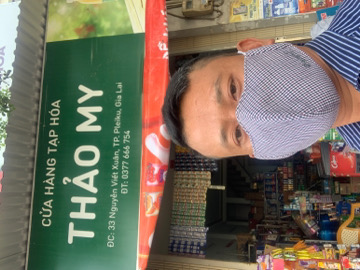 CỬA HÀNG TẠP HÓA
THẢO MY
ĐC: 33 Nguyễn Viết Xuân, TP. Pleiku, Gia Lai
ĐT: 0377 666 754